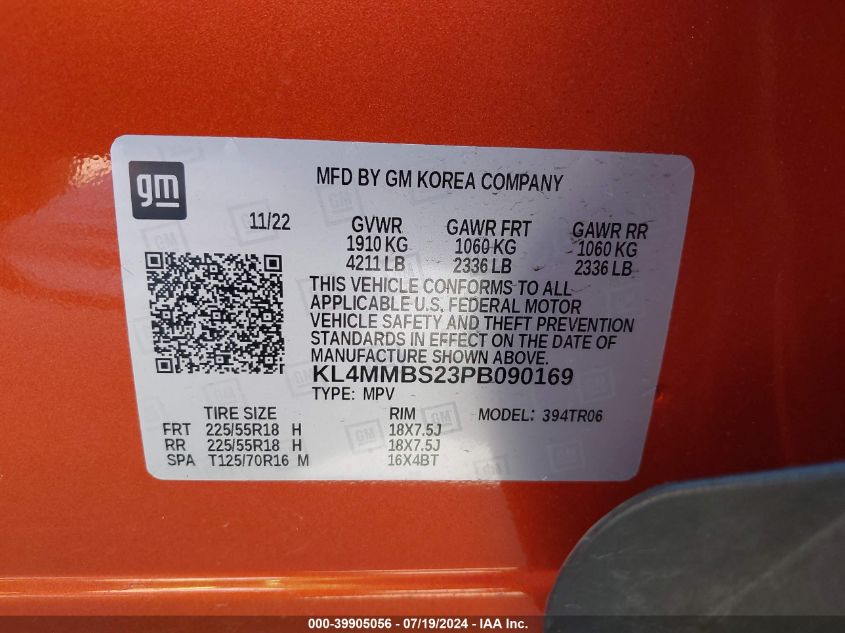 gm
MFD BY GM KOREA COMPANY
11/22 GVWR GAWR FRT GAWR RR
1910 KG 1060 KG 1060 KG
4211 LB 2336 LB 2336 LB
THIS VEHICLE CONFORMS TO ALL
APPLICABLE U.S. FEDERAL MOTOR
VEHICLE SAFETY AND THEFT PREVENTION
STANDARDS IN EFFECT ON THE DATE OF
MANUFACTURE SHOWN ABOVE.
KL4MMBS23PB090169
TYPE: MPV
TIRE SIZE RIM MODEL: 394TR06
FRT 225/55R18 H 18X7.5J
RR 225/55R18 H 18X7.5J
SPA T125/70R16 M 16X4BT
000-39905056 - 07/19/2024 - IAA Inc.